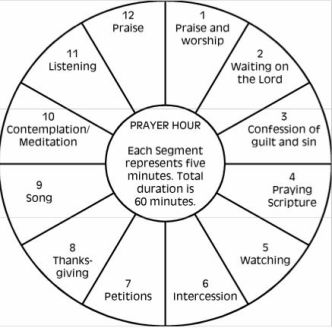 PRAYER HOUR
Each Segment
represents five
minutes. Total
duration is
60 minutes.
1
Praise and
worship
2
Waiting on
the Lord
3
Confession of
guilt and sin
4
Praying
Scripture
5
Watching
6
Intercession
7
Petitions
8
Thanks-
giving
9
Song
10
Contemplation/
Meditation
11
Listening
12
Praise